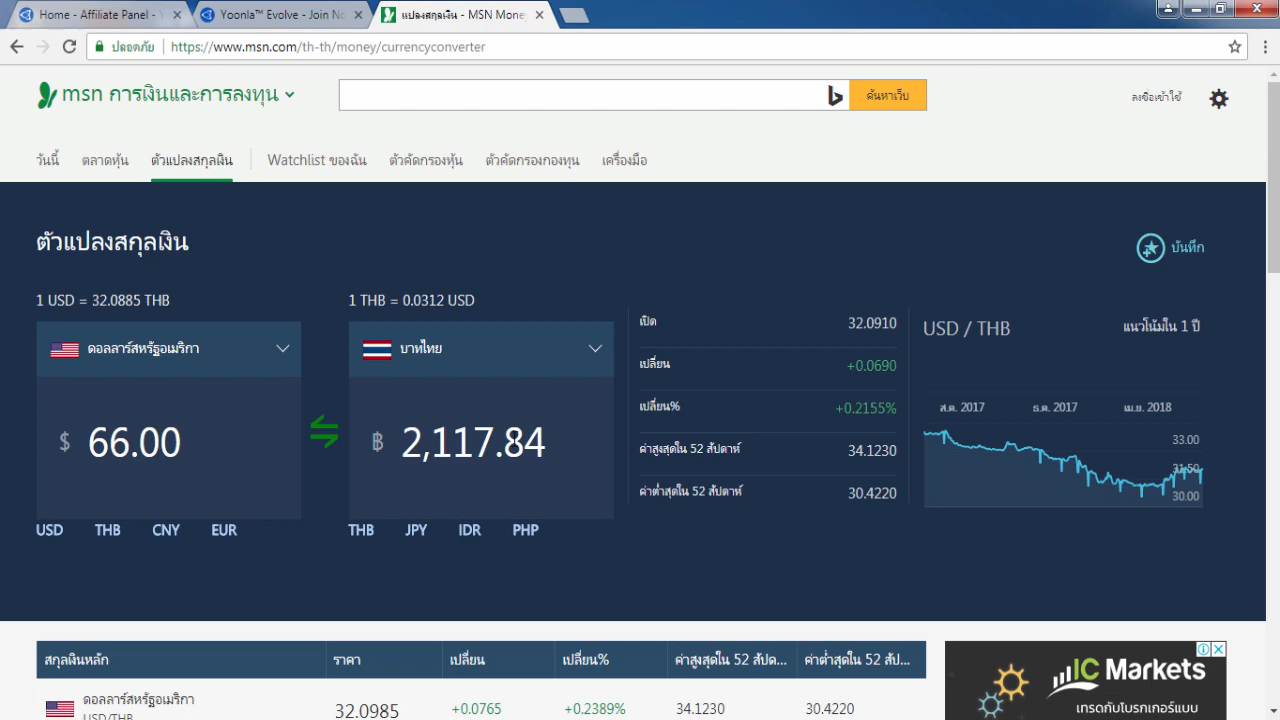 Home - Affiliate Panel -
Yoonla™ Evolve - Join No
แปลงสกุลเงิน - MSN Mone
ปลอดภัย
https://www.msn.com/th-th/money/currencyconverter
msn การเงินและการลงทุน
ค้นหาเว็บ
ลงชื่อเข้าใช้
วันนี้ ตลาดหุ้น ตัวแปลงสกุลเงิน Watchlist ของฉัน ตัวคัดกรองหุ้น ตัวคัดกรองกองทุน เครื่องมือ
ตัวแปลงสกุลเงิน
บันทึก
1 USD = 32.0885 THB
ดอลลาร์สหรัฐอเมริกา
$ 66.00
USD THB CNY EUR
1 THB = 0.0312 USD
บาทไทย
฿ 2,117.84
THB JPY IDR PHP
เปิด 32.0910
เปลี่ยน +0.0690
เปลี่ยน% +0.2155%
ค่าสูงสุดใน 52 สัปดาห์ 34.1230
ค่าต่ำสุดใน 52 สัปดาห์ 30.4220
USD / THB แนวโน้มใน 1 ปี
ส.ค. 2017 ธ.ค. 2017 เม.ย. 2018
33.00
31.50
30.00
สกุลเงินหลัก ราคา เปลี่ยน เปลี่ยน% ค่าสูงสุดใน 52 สัปด... ค่าต่ำสุดใน 52 สัป...
ดอลลาร์สหรัฐอเมริกา
USD/THB
32.0985 +0.0765 +0.2389% 34.1230 30.4220
IC Markets
เทรดกับโบรกเกอร์แบบ